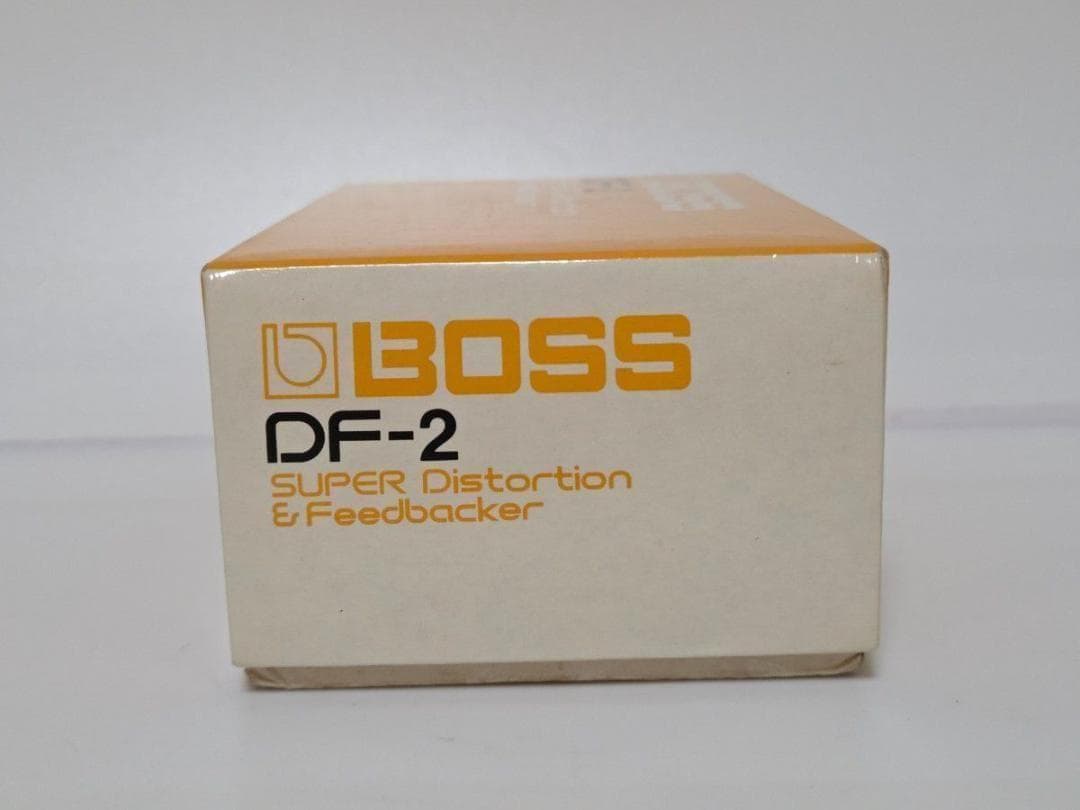 BOSS
DF-2
SUPER Distortion
& Feedbacker